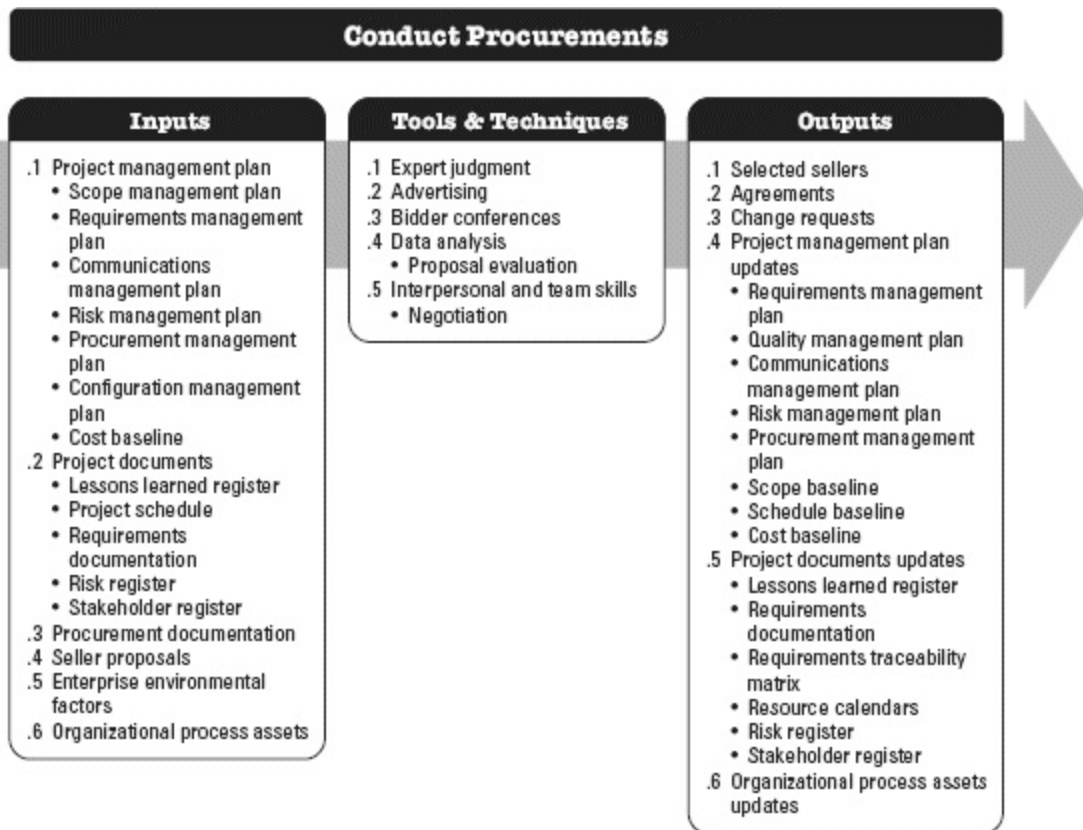 Conduct Procurements
Inputs
.1 Project management plan
• Scope management plan
• Requirements management
plan
• Communications
management plan
• Risk management plan
• Procurement management
plan
• Configuration management
plan
• Cost baseline
.2 Project documents
• Lessons learned register
• Project schedule
• Requirements
documentation
• Risk register
• Stakeholder register
.3 Procurement documentation
.4 Seller proposals
.5 Enterprise environmental
factors
.6 Organizational process assets
Tools & Techniques
.1 Expert judgment
.2 Advertising
.3 Bidder conferences
.4 Data analysis
• Proposal evaluation
.5 Interpersonal and team skills
• Negotiation
Outputs
.1 Selected sellers
.2 Agreements
.3 Change requests
.4 Project management plan
updates
• Requirements management
plan
• Quality management plan
• Communications
management plan
• Risk management plan
• Procurement management
plan
• Scope baseline
• Schedule baseline
• Cost baseline
.5 Project documents updates
• Lessons learned register
• Requirements
documentation
• Requirements traceability
matrix
• Resource calendars
• Risk register
• Stakeholder register
.6 Organizational process assets
updates